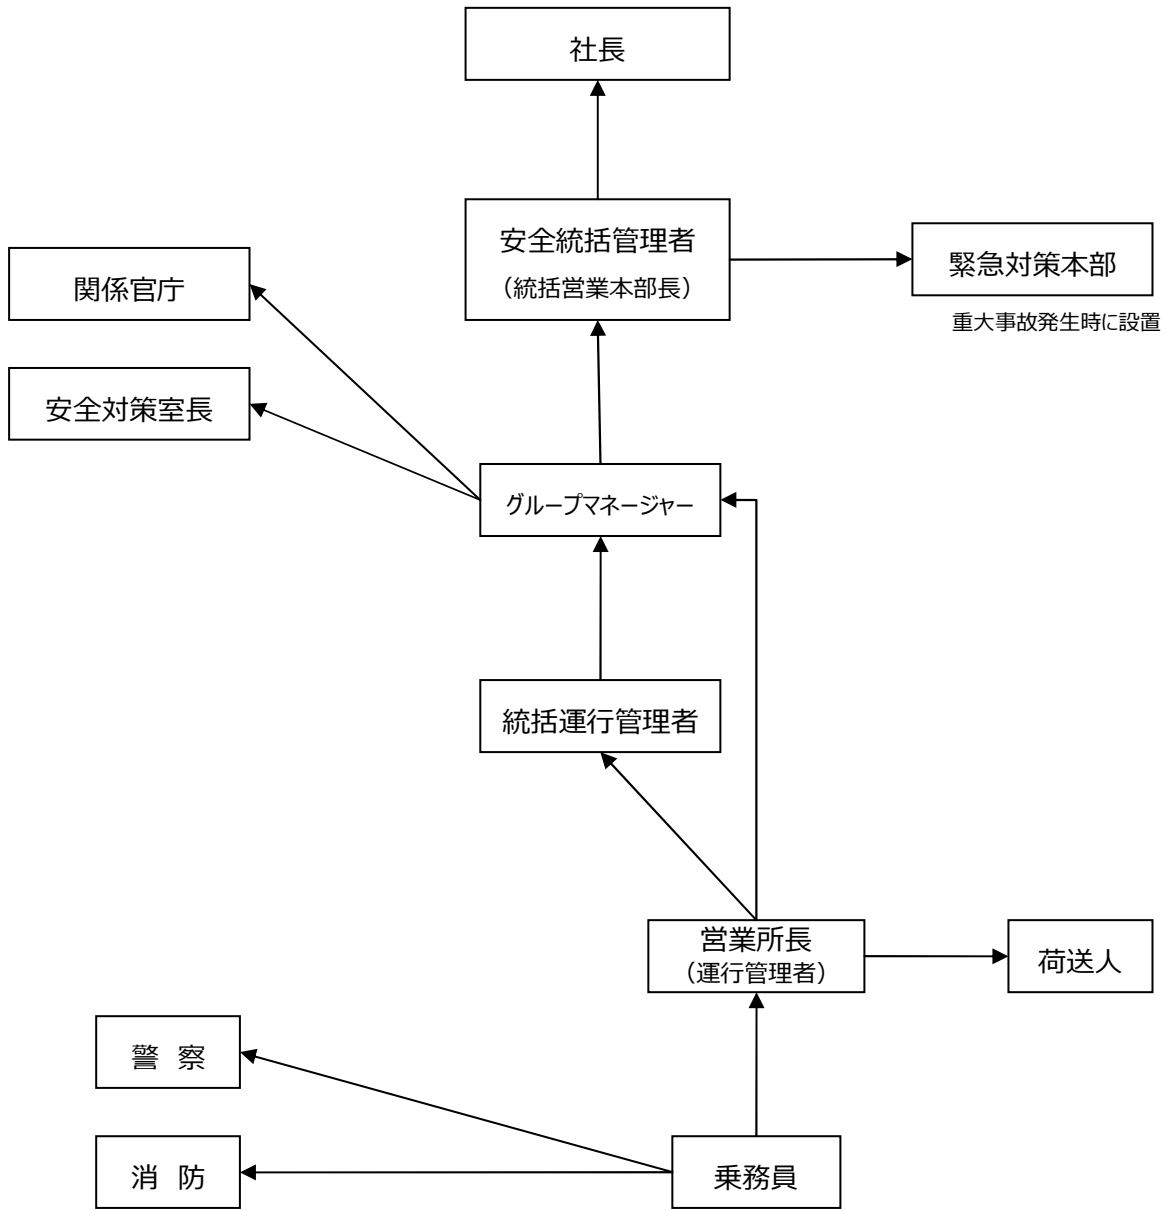 社長
安全統括管理者
（統括営業本部長）
緊急対策本部
重大事故発生時に設置
関係官庁
安全対策室長
グループマネージャー
統括運行管理者
営業所長
（運行管理者）
荷送人
警 察
消 防
乗務員